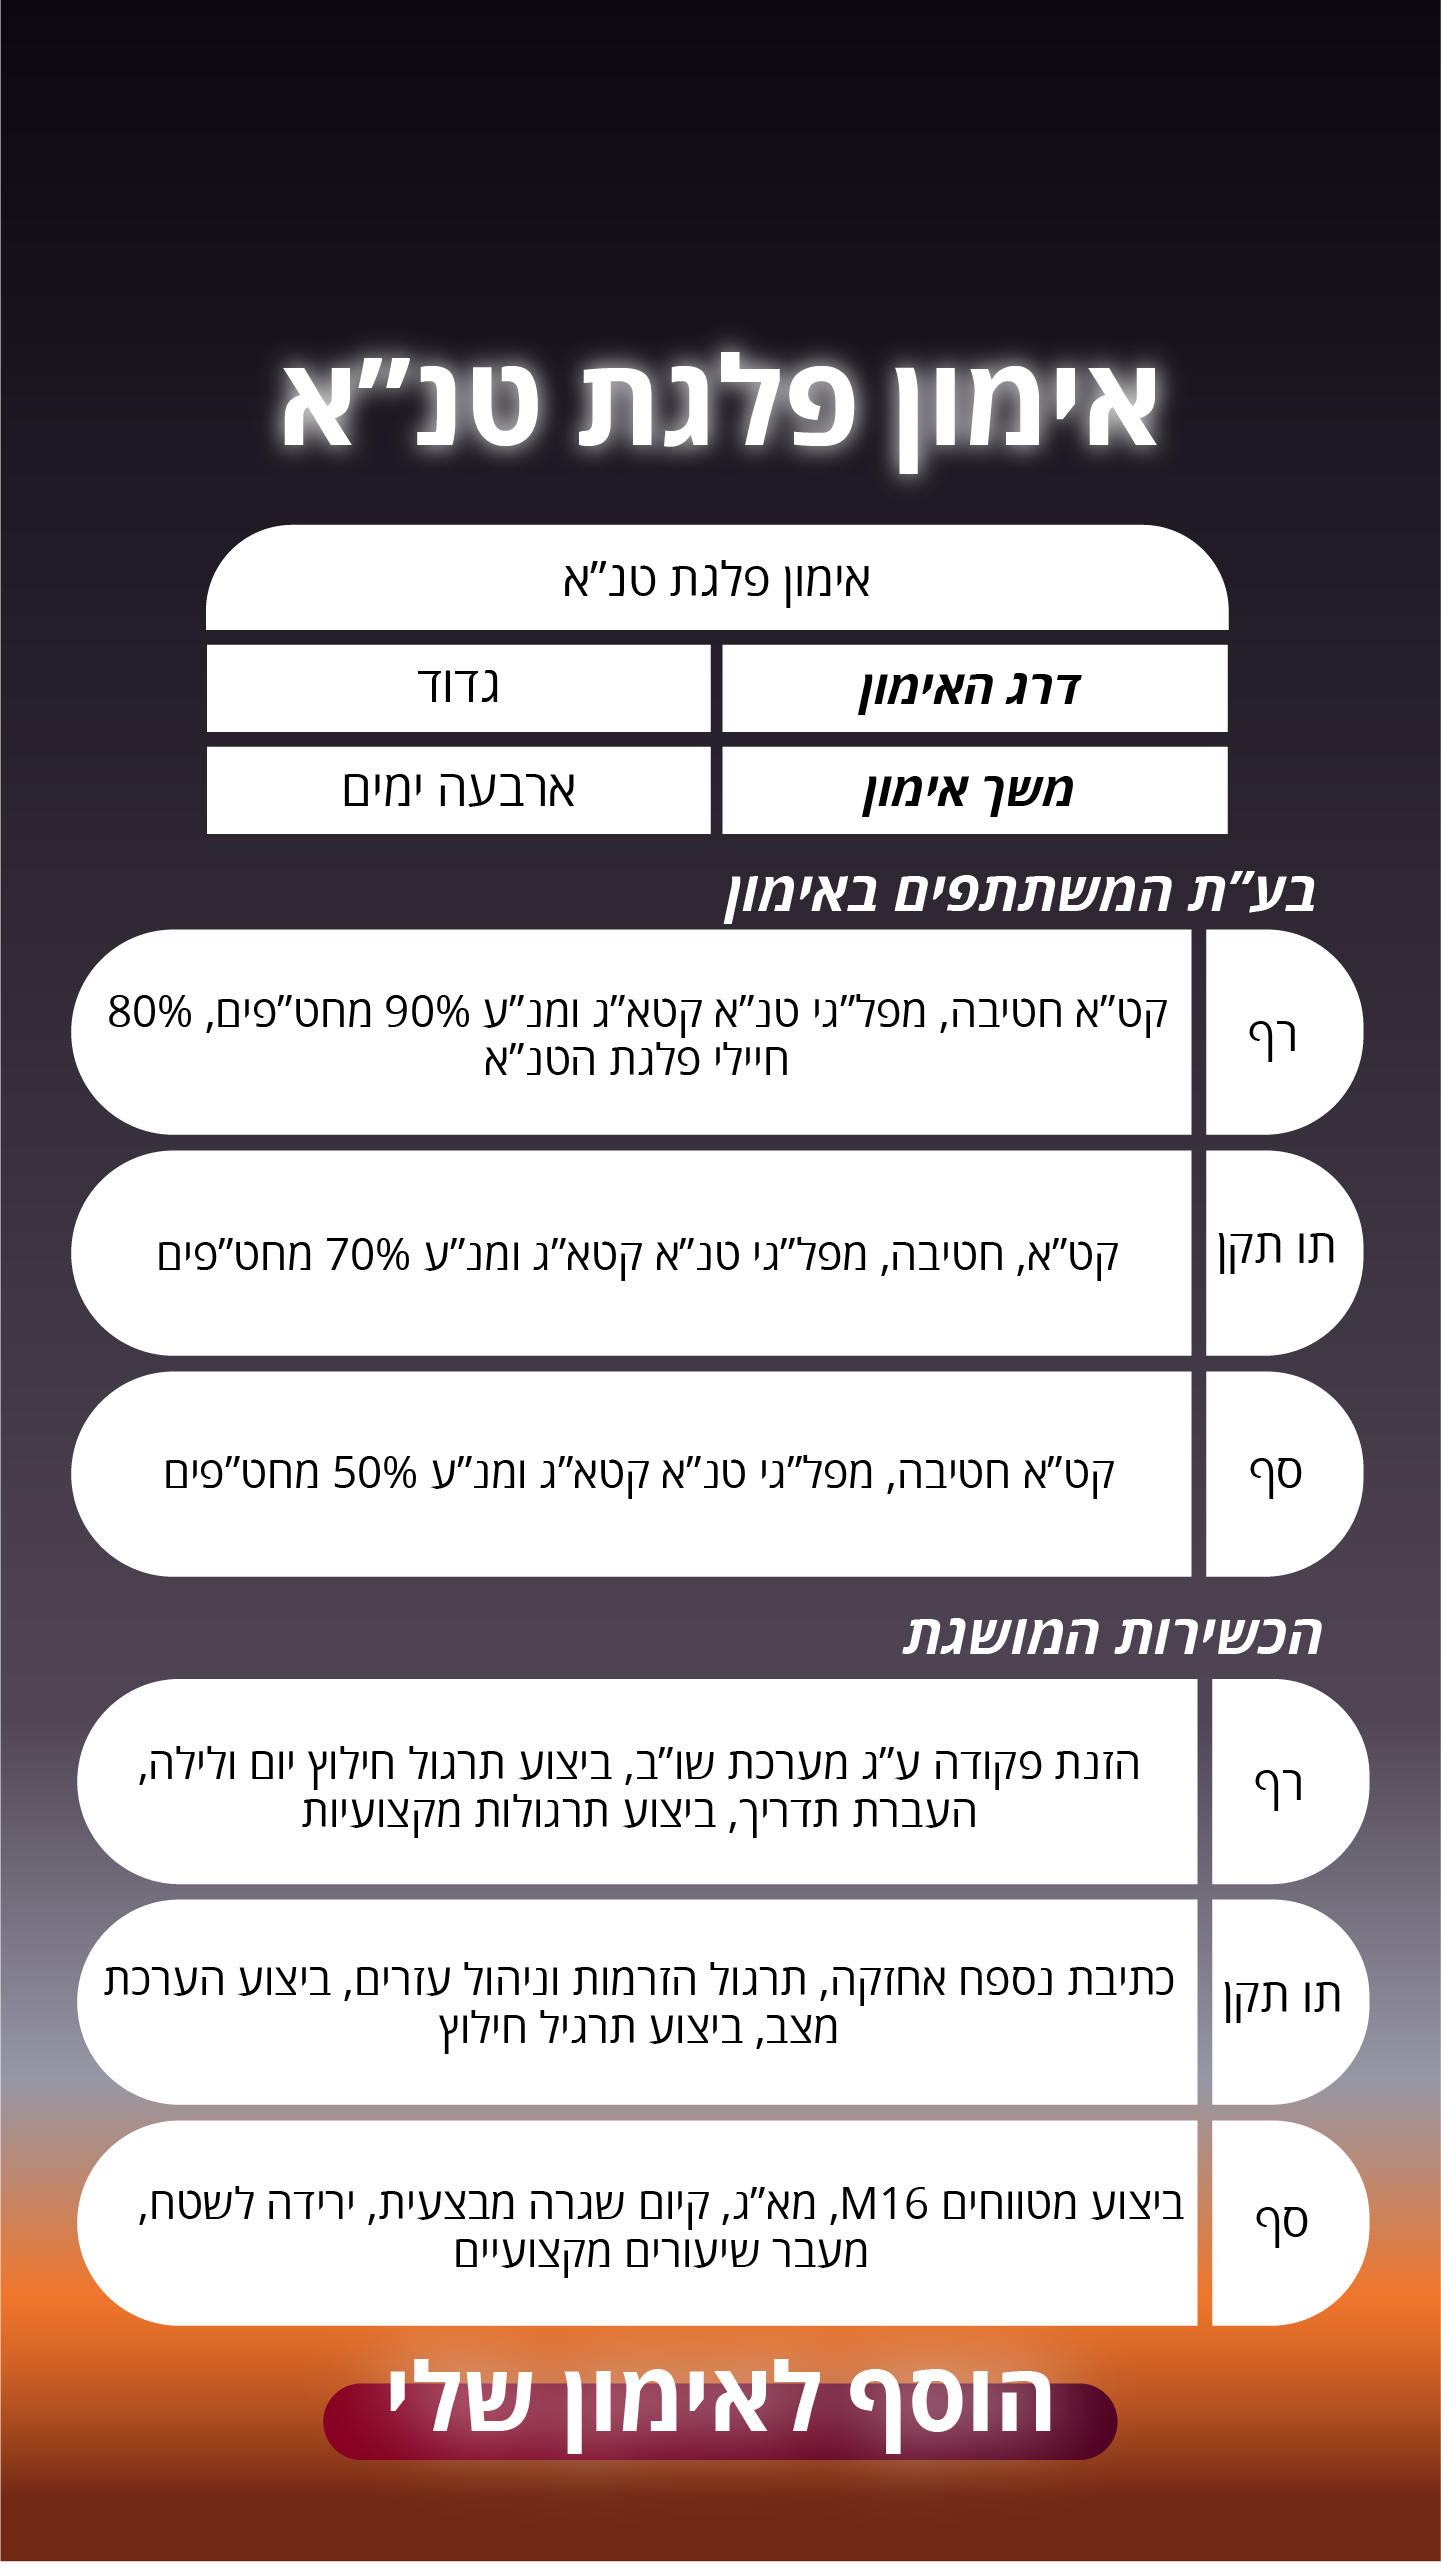 אימון פלגת טנ״א
אימון פלגת טנ״א
דרג האימון
גדוד
משך אימון
ארבעה ימים
בע״ת המשתתפים באימון
רף
קט״א חטיבה, מפל״גי טנ״א קטא״ג ומנ״ע 90% מחט״פים, 80%
חיילי פלגת הטנ״א
תו תקן
קט״א, חטיבה, מפל״גי טנ״א קטא״ג ומנ״ע 70% מחט״פים
סף
קט״א חטיבה, מפל״גי טנ״א קטא״ג ומנ״ע 50% מחט״פים
הכשירות המושגת
רף
הזנת פקודה ע״ג מערכת שו״ב, ביצוע תרגול חילוץ יום ולילה,
העברת תדריך, ביצוע תרגולות מקצועיות
תו תקן
כתיבת נספח אחזקה, תרגול הזרמות וניהול עזרים, ביצוע הערכת
מצב, ביצוע תרגיל חילוץ
סף
ביצוע מטווחים M16, מא״ג, קיום שגרה מבצעית, ירידה לשטח,
מעבר שיעורים מקצועיים
הוסף לאימון שלי